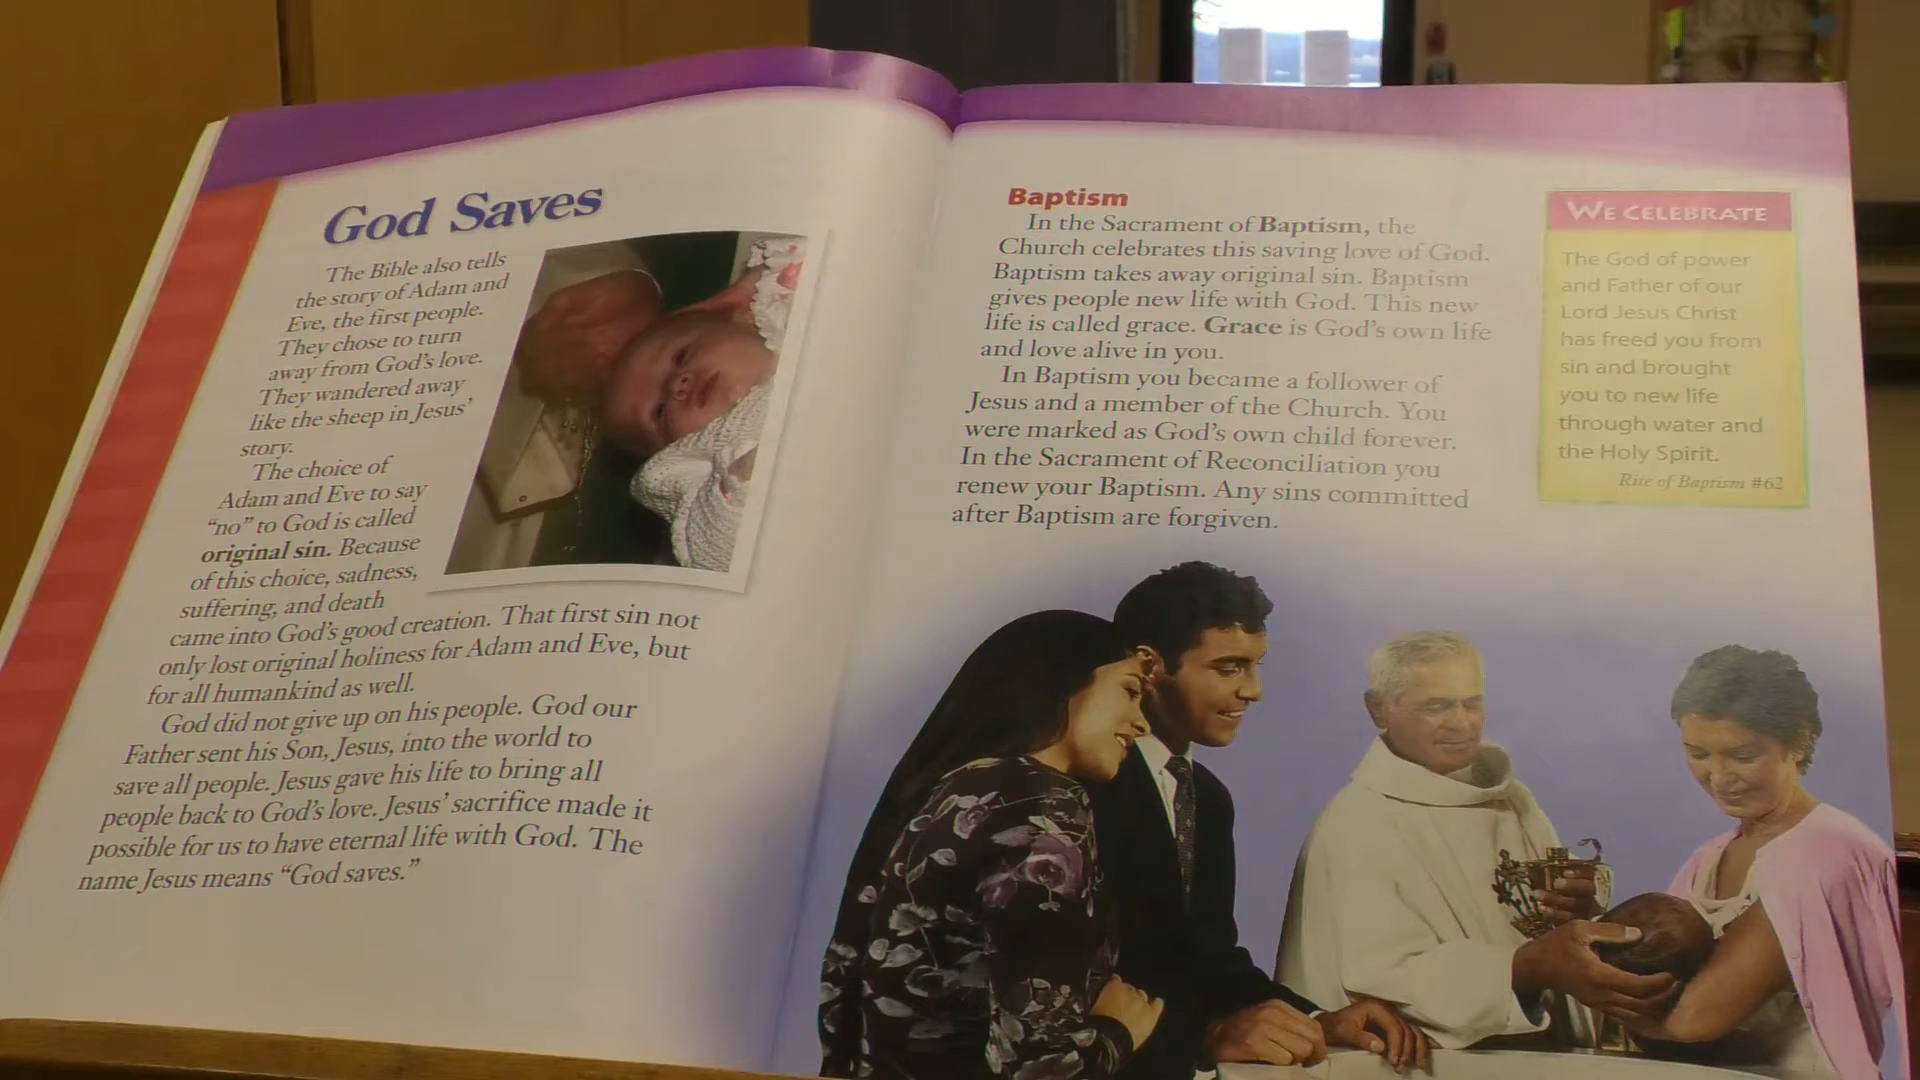 God Saves
The Bible also tells
the story of Adam and
Eve, the first people.
They chose to turn
away from God's love.
They wandered away
like the sheep in Jesus'
story.
The choice of
Adam and Eve to say
"no" to God is called
original sin. Because
of this choice, sadness,
suffering, and death
came into God's good creation. That first sin not
only lost original holiness for Adam and Eve, but
for all humankind as well.
God did not give up on his people. God our
Father sent his Son, Jesus, into the world to
save all people. Jesus gave his life to bring all
people back to God's love. Jesus' sacrifice made it
possible for us to have eternal life with God. The
name Jesus means "God saves."
Baptism
In the Sacrament of Baptism, the
Church celebrates this saving love of God.
Baptism takes away original sin. Baptism
gives people new life with God. This new
life is called grace. Grace is God's own life
and love alive in you.
In Baptism you became a follower of
Jesus and a member of the Church. You
were marked as God's own child forever.
In the Sacrament of Reconciliation you
renew your Baptism. Any sins committed
after Baptism are forgiven.
WE CELEBRATE
The God of power
and Father of our
Lord Jesus Christ
has freed you from
sin and brought
you to new life
through water and
the Holy Spirit.
Rite of Baptism #62